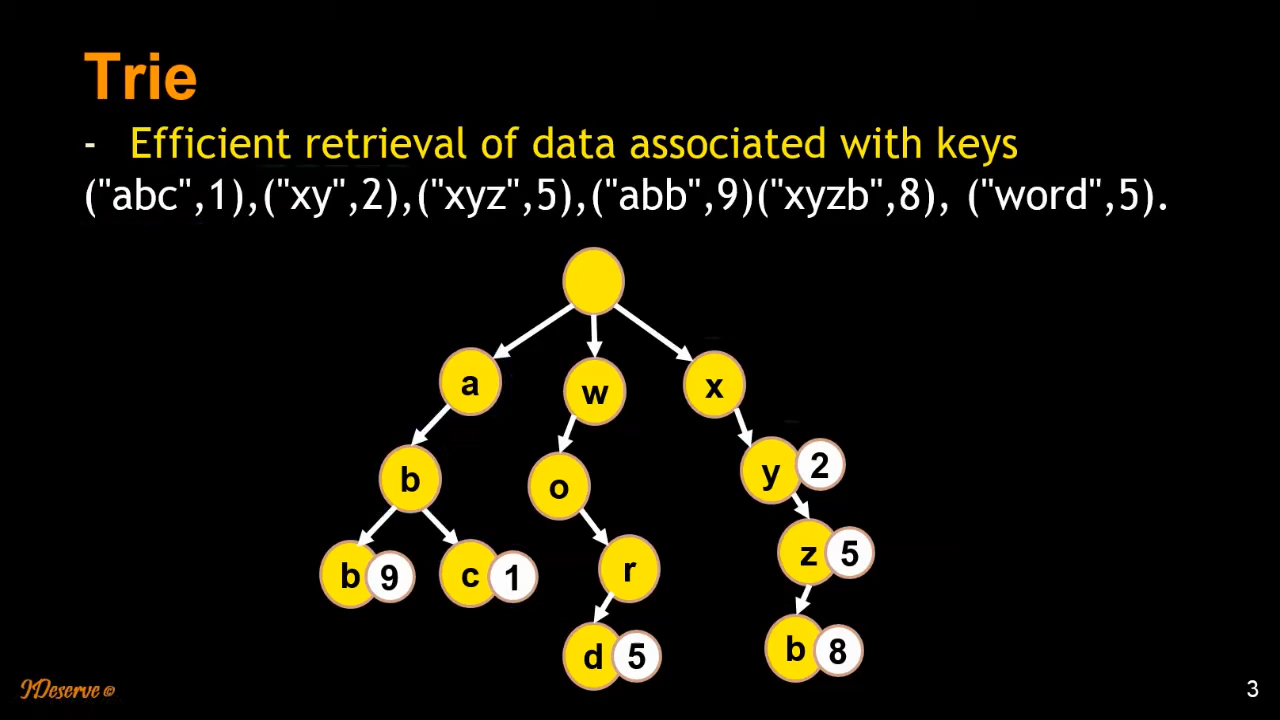 Trie
- Efficient retrieval of data associated with keys
("abc",1),("xy",2),("xyz",5),("abb",9)("xyzb",8), ("word",5).
a w x
b o y 2
b 9 c 1 r z 5
d 5 b 8
IDeserve ©
3